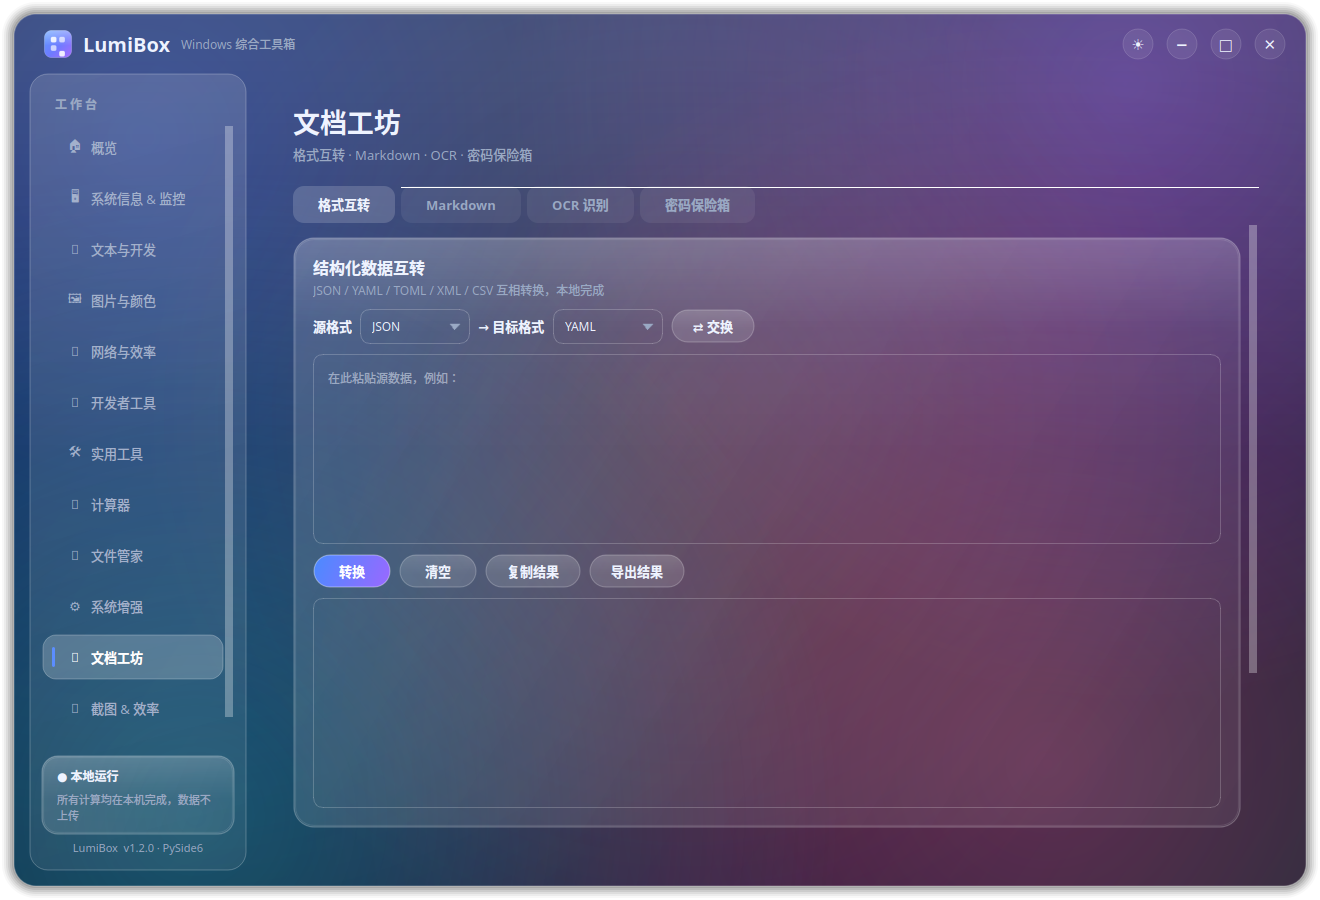 LumiBox Windows 综合工具箱
工作台
概览
系统信息 & 监控
文本与开发
图片与颜色
网络与效率
开发者工具
实用工具
计算器
文件管家
系统增强
文档工坊
截图 & 效率
● 本地运行
所有计算均在本机完成，数据不
上传
LumiBox v1.2.0 · PySide6
文档工坊
格式互转 · Markdown · OCR · 密码保险箱
格式互转 Markdown OCR 识别 密码保险箱
结构化数据互转
JSON / YAML / TOML / XML / CSV 互相转换，本地完成
源格式 JSON → 目标格式 YAML ⇄ 交换
在此粘贴源数据，例如：
转换 清空 复制结果 导出结果